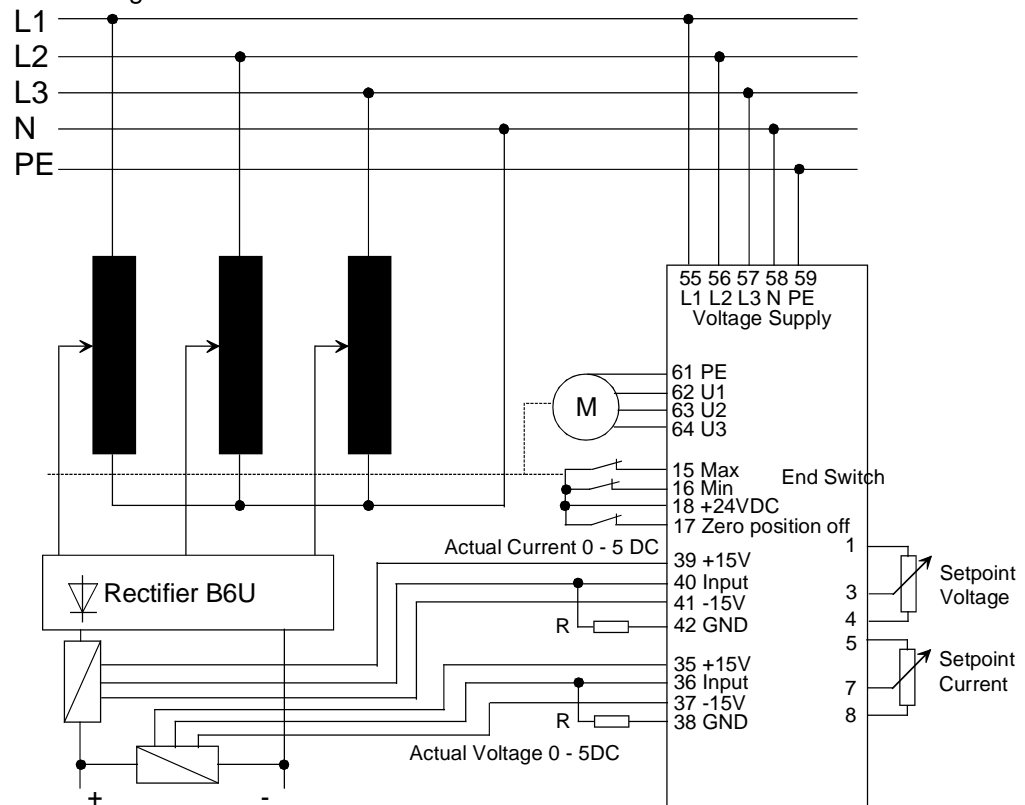 L1
L2
L3
N
PE
55 56 57 58 59
L1 L2 L3 N PE
Voltage Supply
61 PE
62 U1
63 U2
64 U3
M
15 Max
16 Min
18 +24VDC
17 Zero position off
End Switch
Actual Current 0 - 5 DC
39 +15V
40 Input
41 -15V
42 GND
R
35 +15V
36 Input
37 -15V
38 GND
R
Actual Voltage 0 - 5DC
1
3
4
Setpoint
Voltage
5
7
8
Setpoint
Current
Rectifier B6U
+ -